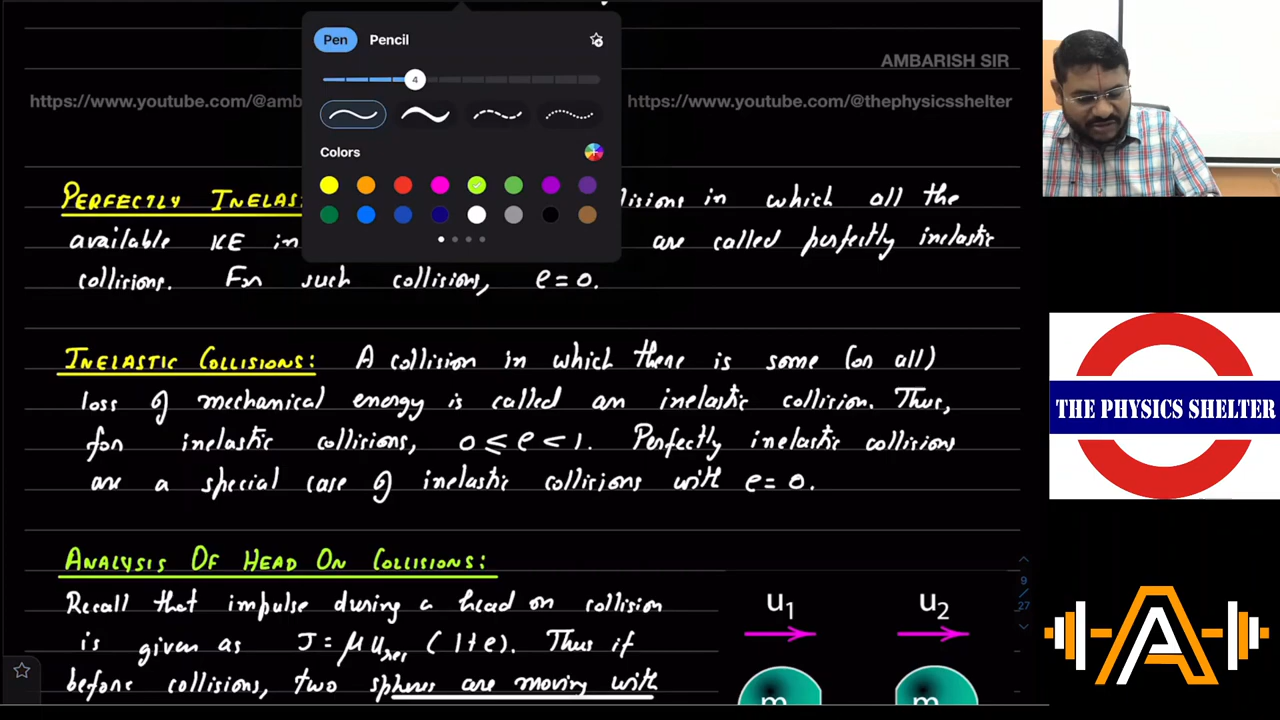 Pen Pencil
4
AMBARISH SIR
https://www.youtube.com/@amb
https://www.youtube.com/@thephysicsshelter
Colors
PERFECTLY INELAS
lisions in which all the
available KE in
are called perfectly inelastic
collisions. For such collisions, e = 0.
INELASTIC COLLISIONS: A collision in which there is some (or all)
loss of mechanical energy is called an inelastic collision. Thus,
for inelastic collisions, 0 ≤ e < 1. Perfectly inelastic collisions
are a special case of inelastic collisions with e = 0.
ANALYSIS OF HEAD ON COLLISIONS:
Recall that impulse during a head on collision
is given as J = μ u_rel (1+e). Thus if
before collisions, two spheres are moving with
u1 u2
m m
9
/
27
THE PHYSICS SHELTER
A